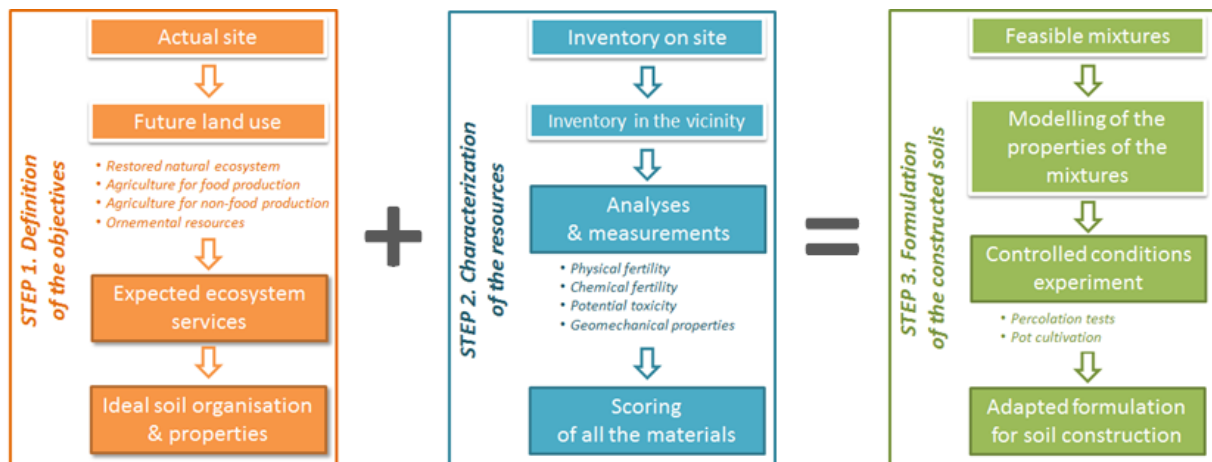 STEP 1. Definition
of the objectives
Actual site
Future land use
• Restored natural ecosystem
• Agriculture for food production
• Agriculture for non-food production
• Ornemental resources
Expected ecosystem
services
Ideal soil organisation
& properties
+
STEP 2. Characterization
of the resources
Inventory on site
Inventory in the vicinity
Analyses
& measurements
• Physical fertility
• Chemical fertility
• Potential toxicity
• Geomechanical properties
Scoring
of all the materials
=
STEP 3. Formulation
of the constructed soils
Feasible mixtures
Modelling of the
properties of the
mixtures
Controlled conditions
experiment
• Percolation tests
• Pot cultivation
Adapted formulation
for soil construction